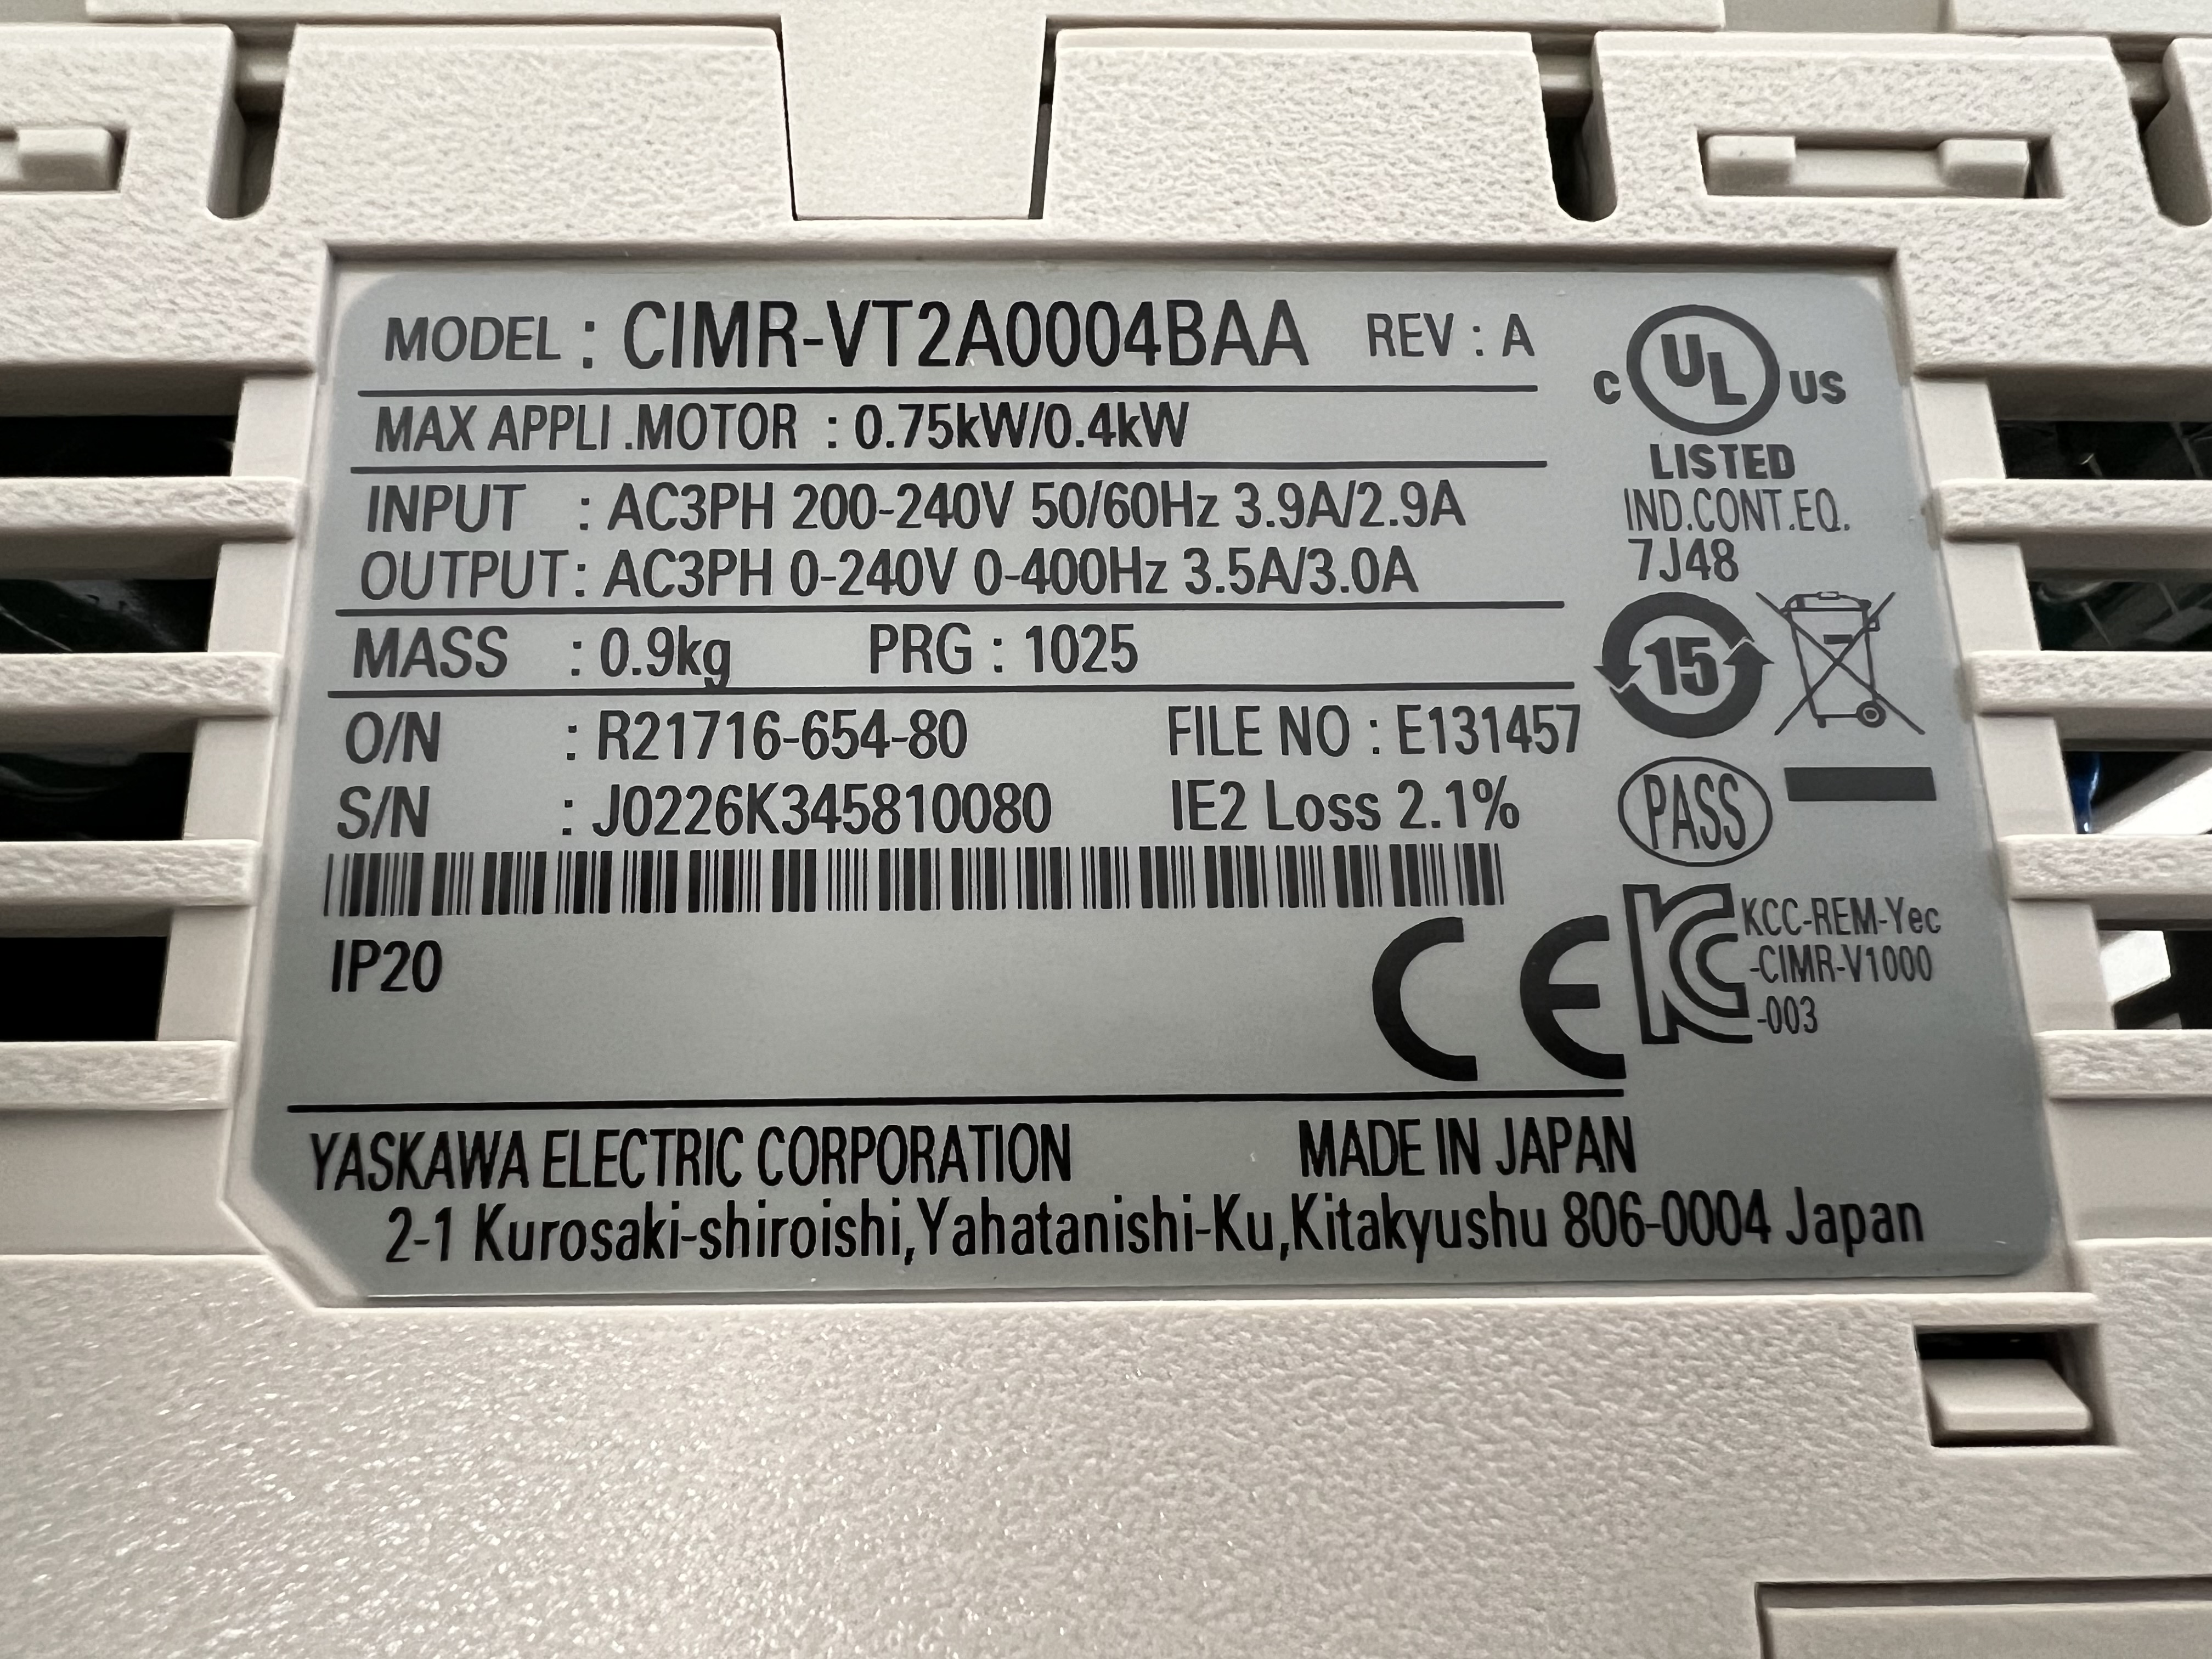 MODEL : CIMR-VT2A0004BAA REV : A
MAX APPLI .MOTOR : 0.75kW/0.4kW
INPUT : AC3PH 200-240V 50/60Hz 3.9A/2.9A
OUTPUT : AC3PH 0-240V 0-400Hz 3.5A/3.0A
MASS : 0.9kg PRG : 1025
O/N : R21716-654-80 FILE NO : E131457
S/N : J0226K345810080 IE2 Loss 2.1%
IP20
C UL US
LISTED
IND.CONT.EQ.
7J48
15
PASS
CE
KC
KCC-REM-Yec
-CIMR-V1000
-003
YASKAWA ELECTRIC CORPORATION MADE IN JAPAN
2-1 Kurosaki-shiroishi,Yahatanishi-Ku,Kitakyushu 806-0004 Japan